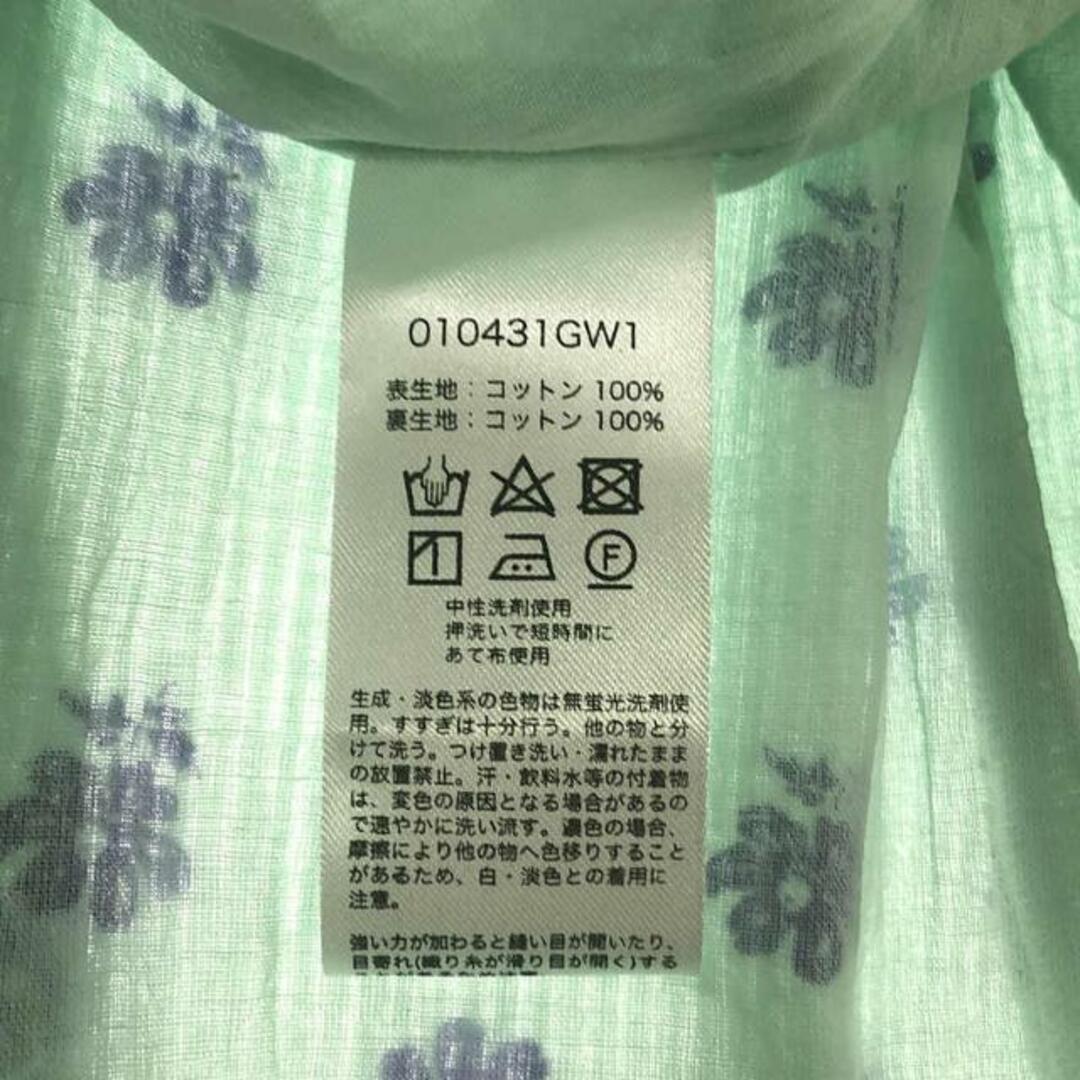 010431GW1
表生地：コットン 100%
裏生地：コットン 100%
F
中性洗剤使用
押洗いで短時間に
あて布使用
生成・淡色系の色物は無蛍光洗剤使
用。すすぎは十分行う。他の物と分
けて洗う。つけ置き洗い・濡れたまま
の放置禁止。汗・飲料水等の付着物
は、変色の原因となる場合があるの
で速やかに洗い流す。濃色の場合、
摩擦により他の物へ色移りすること
があるため、白・淡色との着用に
注意。
強い力が加わると縫い目が開いたり、
目寄れ(織り糸が滑り目が開く)する